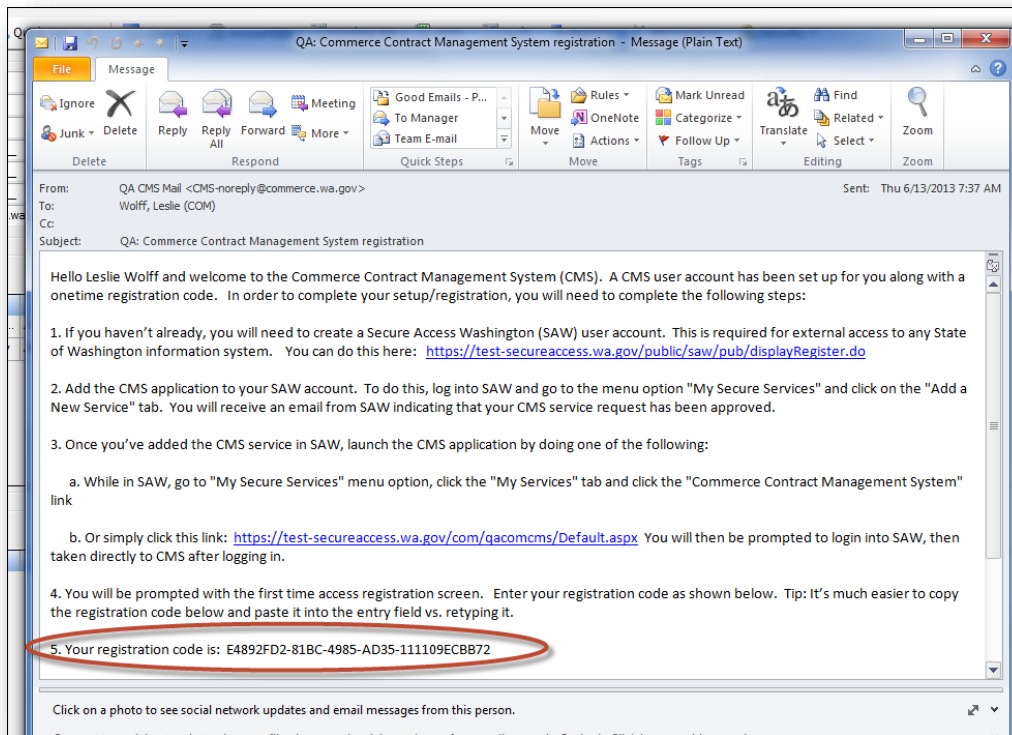 QA: Commerce Contract Management System registration - Message (Plain Text)
File Message
Ignore
Junk
Delete
Reply
Reply All
Forward
Meeting
More
Good Emails - P...
To Manager
Team E-mail
Move
Rules
OneNote
Actions
Mark Unread
Categorize
Follow Up
Translate
Find
Related
Select
Zoom
Delete Respond Quick Steps Move Tags Editing Zoom
From: QA CMS Mail <CMS-noreply@commerce.wa.gov> Sent: Thu 6/13/2013 7:37 AM
To: Wolff, Leslie (COM)
Cc:
Subject: QA: Commerce Contract Management System registration
Hello Leslie Wolff and welcome to the Commerce Contract Management System (CMS). A CMS user account has been set up for you along with a
onetime registration code. In order to complete your setup/registration, you will need to complete the following steps:
1. If you haven't already, you will need to create a Secure Access Washington (SAW) user account. This is required for external access to any State
of Washington information system. You can do this here: https://test-secureaccess.wa.gov/public/saw/pub/displayRegister.do
2. Add the CMS application to your SAW account. To do this, log into SAW and go to the menu option "My Secure Services" and click on the "Add a
New Service" tab. You will receive an email from SAW indicating that your CMS service request has been approved.
3. Once you've added the CMS service in SAW, launch the CMS application by doing one of the following:
a. While in SAW, go to "My Secure Services" menu option, click the "My Services" tab and click the "Commerce Contract Management System"
link
b. Or simply click this link: https://test-secureaccess.wa.gov/com/qacomcms/Default.aspx You will then be prompted to login into SAW, then
taken directly to CMS after logging in.
4. You will be prompted with the first time access registration screen. Enter your registration code as shown below. Tip: It's much easier to copy
the registration code below and paste it into the entry field vs. retyping it.
5. Your registration code is: E4892FD2-81BC-4985-AD35-111109ECBB72
Click on a photo to see social network updates and email messages from this person.